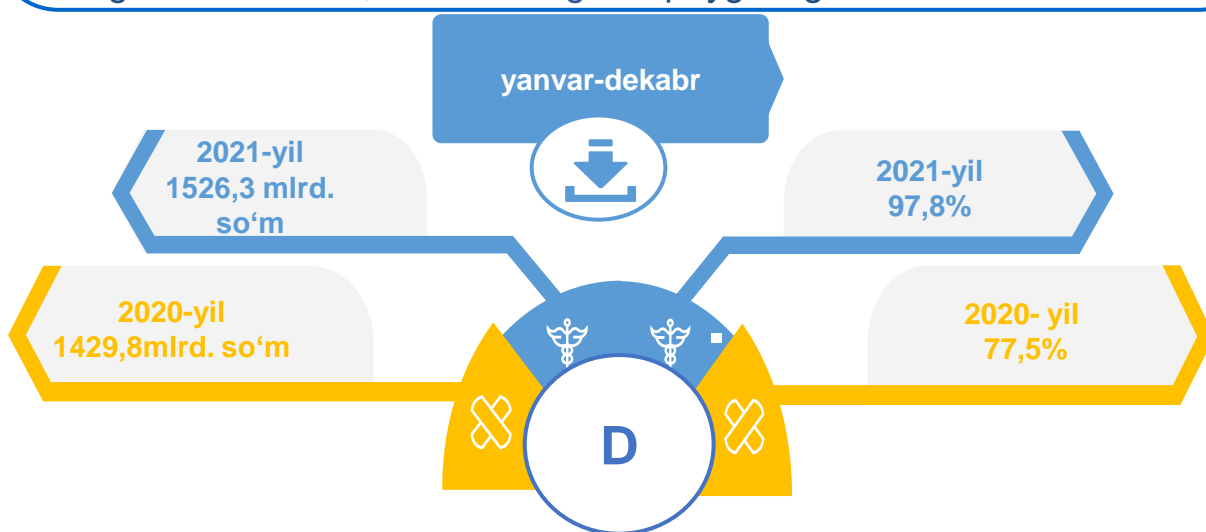 yanvar-dekabr
2021-yil
1526,3 mlrd.
so‘m
2021-yil
97,8%
2020-yil
1429,8mlrd. so‘m
2020- yil
77,5%
D